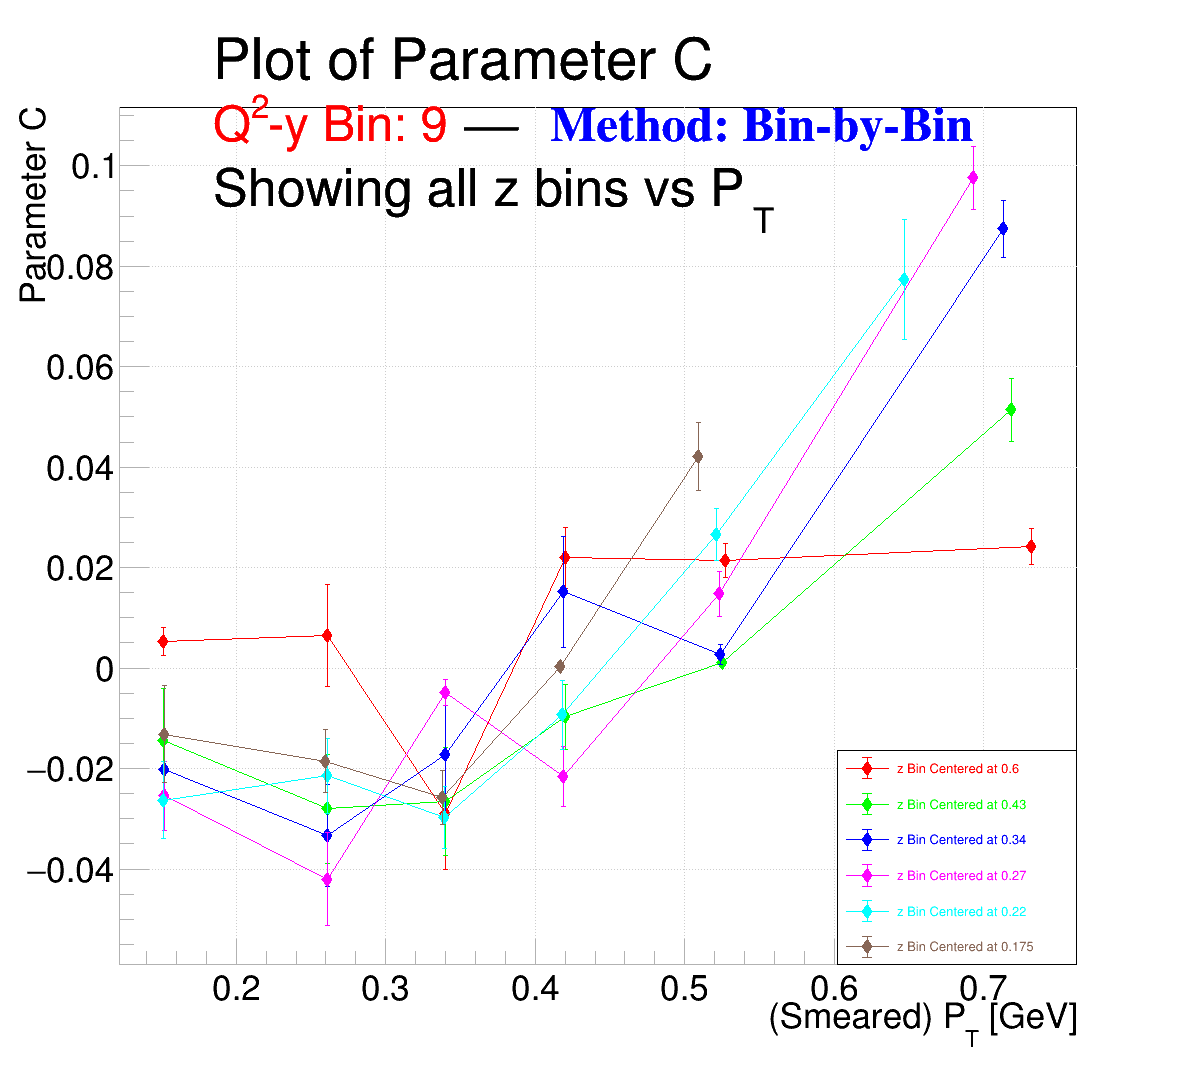 Plot of Parameter C
Q²-y Bin: 9 — Method: Bin-by-Bin
Showing all z bins vs P_T
Parameter C
0.1
0.08
0.06
0.04
0.02
0
−0.02
−0.04
z Bin Centered at 0.6
z Bin Centered at 0.43
z Bin Centered at 0.34
z Bin Centered at 0.27
z Bin Centered at 0.22
z Bin Centered at 0.175
0.2 0.3 0.4 0.5 0.6 0.7
(Smeared) P_T [GeV]